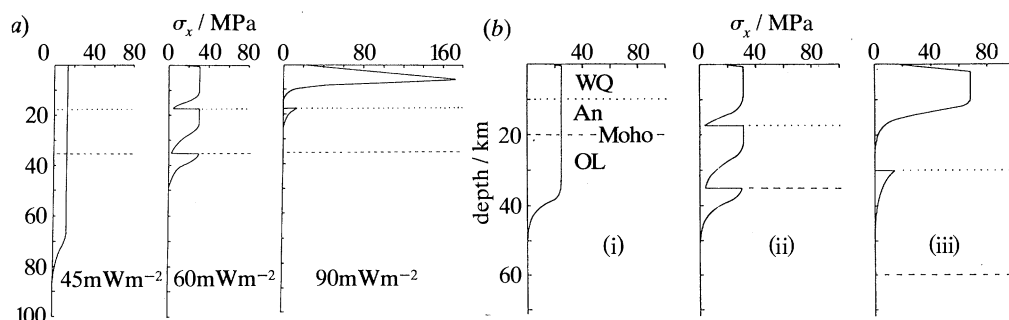 a)
σx / MPa
0 40 80
0 40 80
0 80 160
20
40
60
80
100
45mWm−2
60mWm−2
90mWm−2
(b)
σx / MPa
0 40 80
0 40 80
0 40 80
depth / km
20
40
60
WQ
An
Moho
OL
(i)
(ii)
(iii)